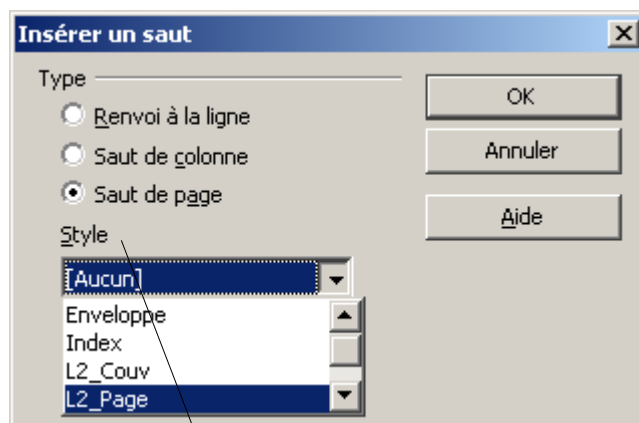 Insérer un saut
Type
Renvoi à la ligne
Saut de colonne
Saut de page
Style
[Aucun]
Enveloppe
Index
L2_Couv
L2_Page
OK
Annuler
Aide